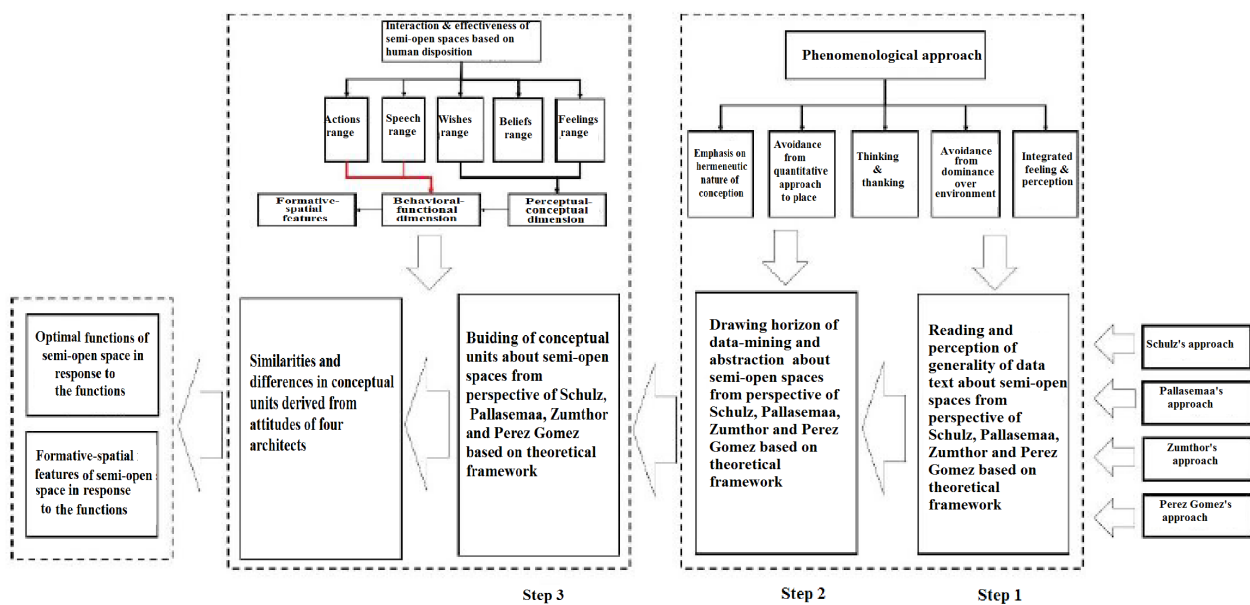 Interaction & effectiveness of
semi-open spaces based on
human disposition
Actions
range
Speech
range
Wishes
range
Beliefs
range
Feelings
range
Formative-
spatial
features
Behavioral-
functional
dimension
Perceptual-
conceptual
dimension
Phenomenological approach
Emphasis on
hermeneutic
nature of
conception
Avoidance
from
quantitative
approach
to place
Thinking
&
thanking
Avoidance
from
dominance
over
environment
Integrated
feeling &
perception
Optimal functions of
semi-open space in
response to
the functions
Formative-spatial
features of semi-open
space in response
to the functions
Similarities and
differences in conceptual
units derived from
attitudes of four
architects
Buiding of conceptual
units about semi-open
spaces from
perspective of Schulz,
Pallasemaa, Zumthor
and Perez Gomez
based on theoretical
framework
Drawing horizon of
data-mining and
abstraction about
semi-open spaces
from perspective of
Schulz, Pallasemaa,
Zumthor and Perez
Gomez based on
theoretical
framework
Reading and
perception of
generality of data
text about semi-open
spaces from
perspective of
Schulz, Pallasemaa,
Zumthor and Perez
Gomez based on
theoretical
framework
Schulz's approach
Pallasemaa's
approach
Zumthor's
approach
Perez Gomez's
approach
Step 3
Step 2
Step 1